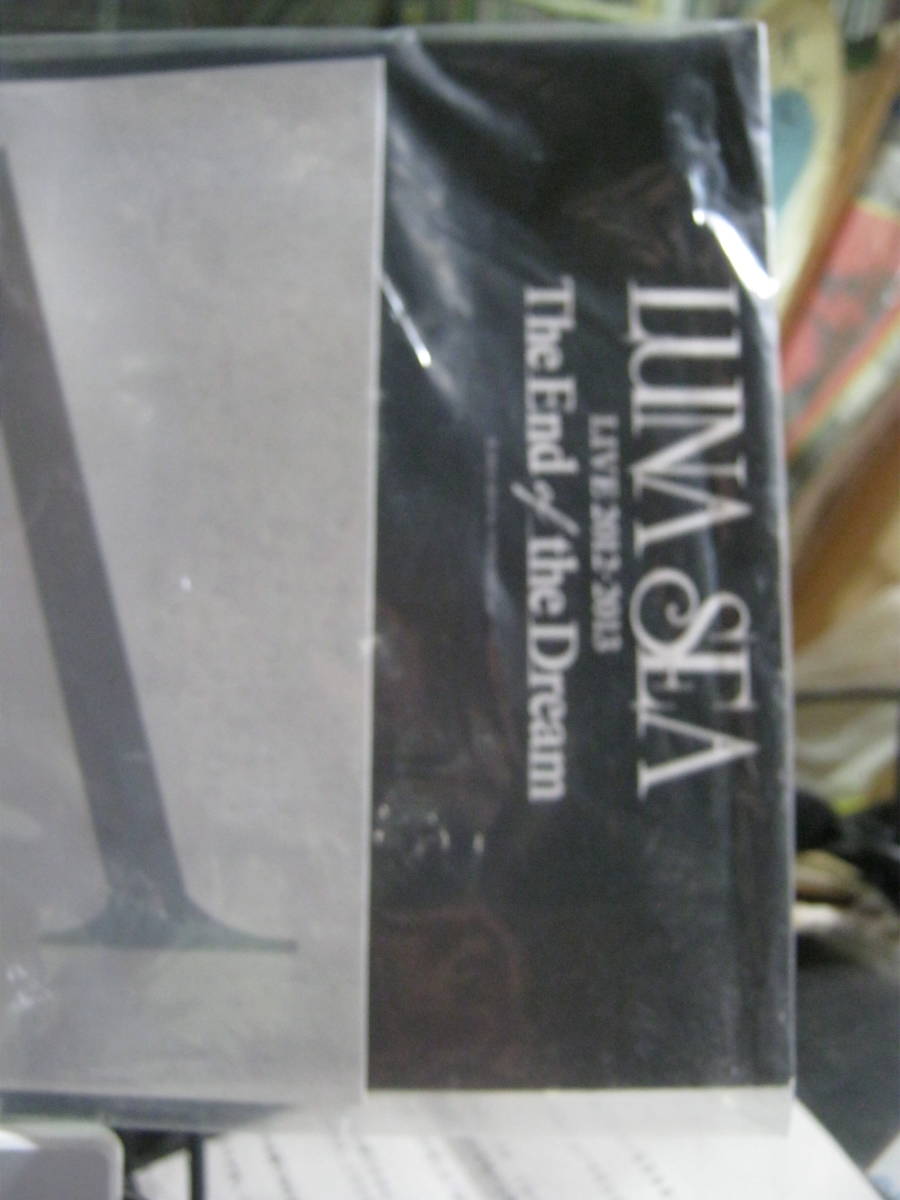 LUNA SEA
LIVE 2012-2013
The End of the Dream